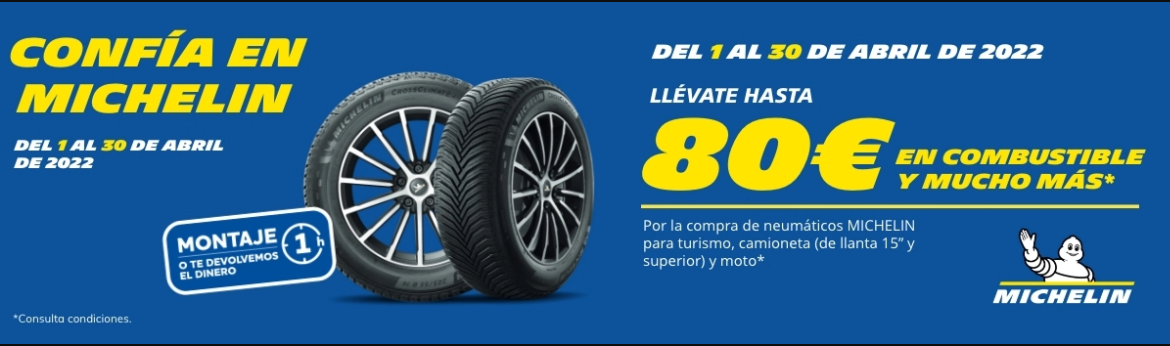 CONFÍA EN
MICHELIN
DEL 1 AL 30 DE ABRIL
DE 2022
MONTAJE 1h
O TE DEVOLVEMOS
EL DINERO
*Consulta condiciones.
MICHELIN CROSSCLIMATE
DEL 1 AL 30 DE ABRIL DE 2022
LLÉVATE HASTA
80€ EN COMBUSTIBLE
Y MUCHO MÁS*
Por la compra de neumáticos MICHELIN
para turismo, camioneta (de llanta 15” y
superior) y moto*
MICHELIN